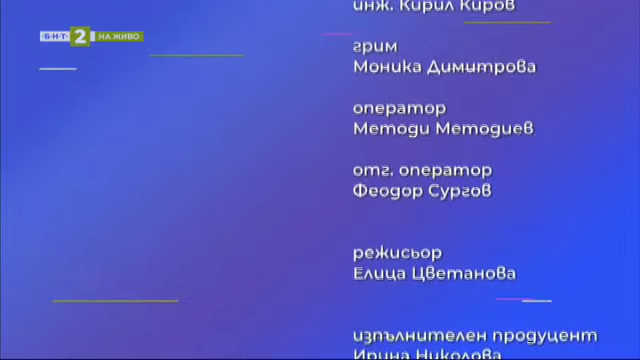 инж. Кирил Киров
БНТ 2 НА ЖИВО
грим
Моника Димитрова
оператор
Методи Методиев
отг. оператор
Феодор Сургов
режисьор
Елица Цветанова
изпълнителен продуцент
Ирина Николова